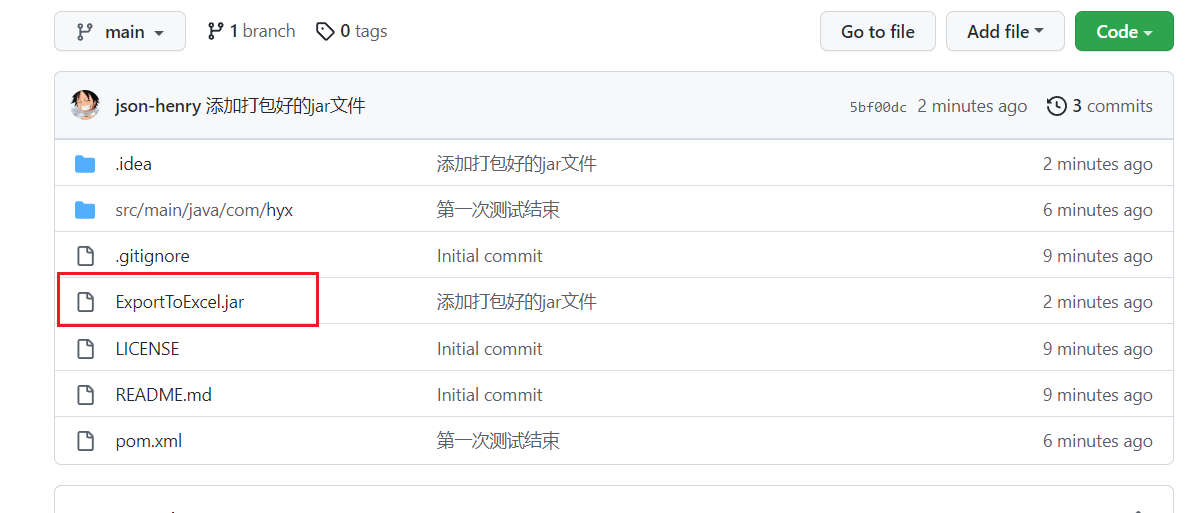 main 1 branch 0 tags Go to file Add file Code
json-henry 添加打包好的jar文件 5bf00dc 2 minutes ago 3 commits
.idea 添加打包好的jar文件 2 minutes ago
src/main/java/com/hyx 第一次测试结束 6 minutes ago
.gitignore Initial commit 9 minutes ago
ExportToExcel.jar 添加打包好的jar文件 2 minutes ago
LICENSE Initial commit 9 minutes ago
README.md Initial commit 9 minutes ago
pom.xml 第一次测试结束 6 minutes ago